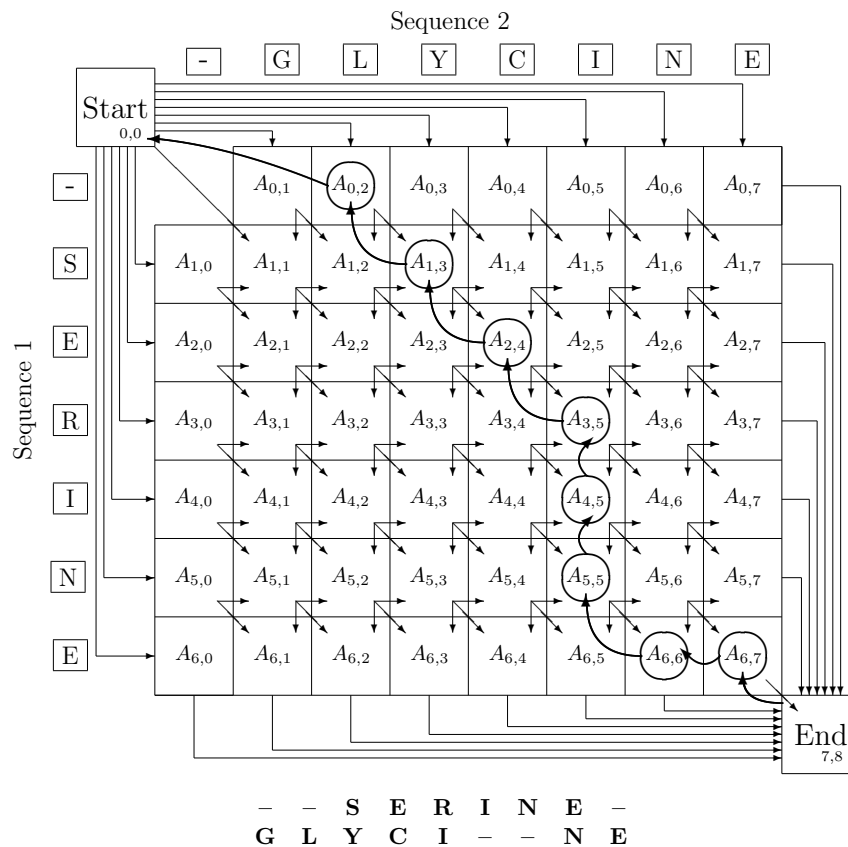 Sequence 2
- G L Y C I N E
Start
0,0
- A0,1 A0,2 A0,3 A0,4 A0,5 A0,6 A0,7
S A1,0 A1,1 A1,2 A1,3 A1,4 A1,5 A1,6 A1,7
E A2,0 A2,1 A2,2 A2,3 A2,4 A2,5 A2,6 A2,7
R A3,0 A3,1 A3,2 A3,3 A3,4 A3,5 A3,6 A3,7
I A4,0 A4,1 A4,2 A4,3 A4,4 A4,5 A4,6 A4,7
N A5,0 A5,1 A5,2 A5,3 A5,4 A5,5 A5,6 A5,7
E A6,0 A6,1 A6,2 A6,3 A6,4 A6,5 A6,6 A6,7
Sequence 1
End
7,8
– – S E R I N E –
G L Y C I – – N E